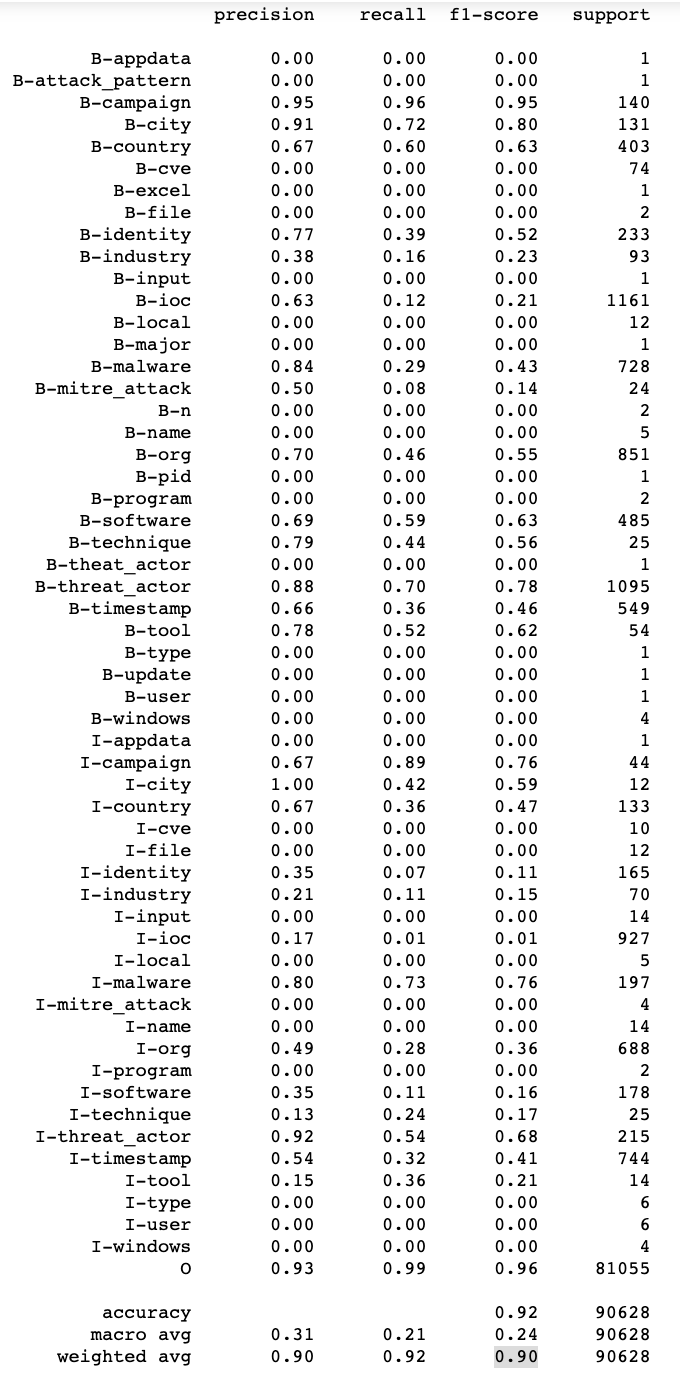 precision recall f1-score support
B-appdata 0.00 0.00 0.00 1
B-attack_pattern 0.00 0.00 0.00 1
B-campaign 0.95 0.96 0.95 140
B-city 0.91 0.72 0.80 131
B-country 0.67 0.60 0.63 403
B-cve 0.00 0.00 0.00 74
B-excel 0.00 0.00 0.00 1
B-file 0.00 0.00 0.00 2
B-identity 0.77 0.39 0.52 233
B-industry 0.38 0.16 0.23 93
B-input 0.00 0.00 0.00 1
B-ioc 0.63 0.12 0.21 1161
B-local 0.00 0.00 0.00 12
B-major 0.00 0.00 0.00 1
B-malware 0.84 0.29 0.43 728
B-mitre_attack 0.50 0.08 0.14 24
B-n 0.00 0.00 0.00 2
B-name 0.00 0.00 0.00 5
B-org 0.70 0.46 0.55 851
B-pid 0.00 0.00 0.00 1
B-program 0.00 0.00 0.00 2
B-software 0.69 0.59 0.63 485
B-technique 0.79 0.44 0.56 25
B-theat_actor 0.00 0.00 0.00 1
B-threat_actor 0.88 0.70 0.78 1095
B-timestamp 0.66 0.36 0.46 549
B-tool 0.78 0.52 0.62 54
B-type 0.00 0.00 0.00 1
B-update 0.00 0.00 0.00 1
B-user 0.00 0.00 0.00 1
B-windows 0.00 0.00 0.00 4
I-appdata 0.00 0.00 0.00 1
I-campaign 0.67 0.89 0.76 44
I-city 1.00 0.42 0.59 12
I-country 0.67 0.36 0.47 133
I-cve 0.00 0.00 0.00 10
I-file 0.00 0.00 0.00 12
I-identity 0.35 0.07 0.11 165
I-industry 0.21 0.11 0.15 70
I-input 0.00 0.00 0.00 14
I-ioc 0.17 0.01 0.01 927
I-local 0.00 0.00 0.00 5
I-malware 0.80 0.73 0.76 197
I-mitre_attack 0.00 0.00 0.00 4
I-name 0.00 0.00 0.00 14
I-org 0.49 0.28 0.36 688
I-program 0.00 0.00 0.00 2
I-software 0.35 0.11 0.16 178
I-technique 0.13 0.24 0.17 25
I-threat_actor 0.92 0.54 0.68 215
I-timestamp 0.54 0.32 0.41 744
I-tool 0.15 0.36 0.21 14
I-type 0.00 0.00 0.00 6
I-user 0.00 0.00 0.00 6
I-windows 0.00 0.00 0.00 4
O 0.93 0.99 0.96 81055
accuracy 0.92 90628
macro avg 0.31 0.21 0.24 90628
weighted avg 0.90 0.92 0.90 90628